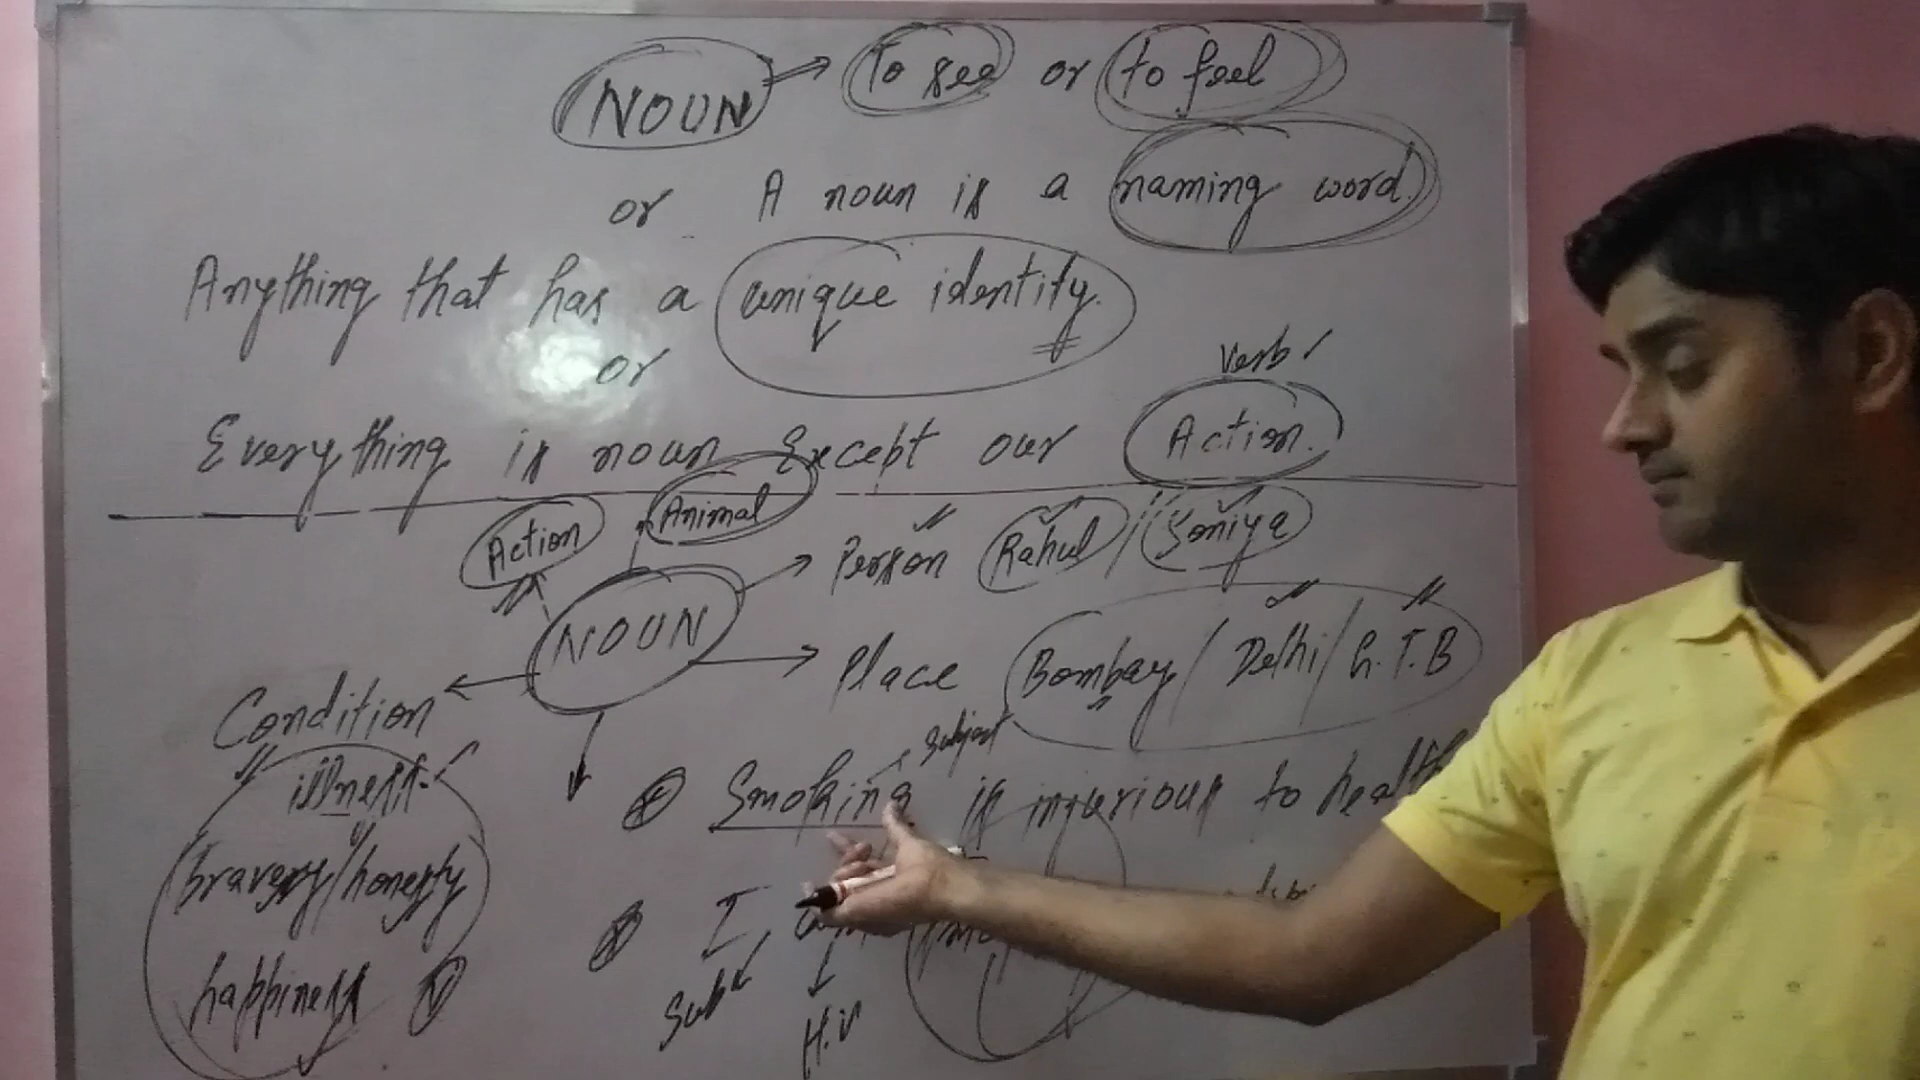 NOUN → To see or to feel
or A noun is a naming word.
Anything that has a unique identity.
or
Verb
Everything is noun Except our Action.
Action Animal
Person Rahul / Soniya
NOUN
Place Bombay / Delhi / G.T.B
Condition
subject
illness
Smoking is injurious to health
bravery/honesty
I
happiness
Sub
H.V